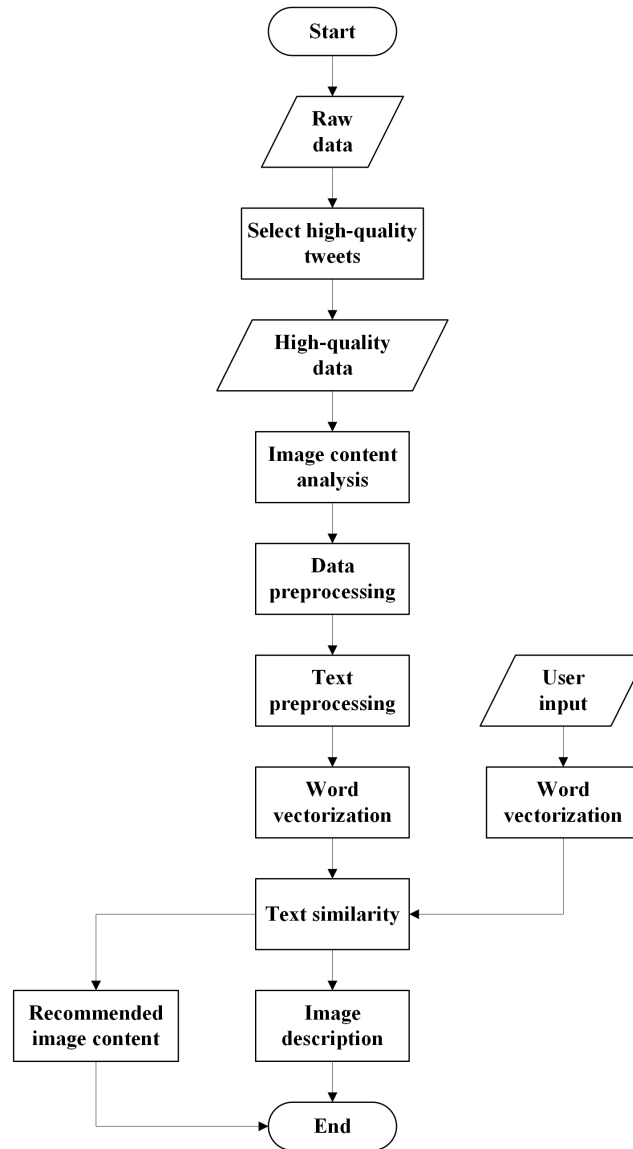 Start
Raw
data
Select high-quality
tweets
High-quality
data
Image content
analysis
Data
preprocessing
Text
preprocessing
User
input
Word
vectorization
Word
vectorization
Text similarity
Recommended
image content
Image
description
End